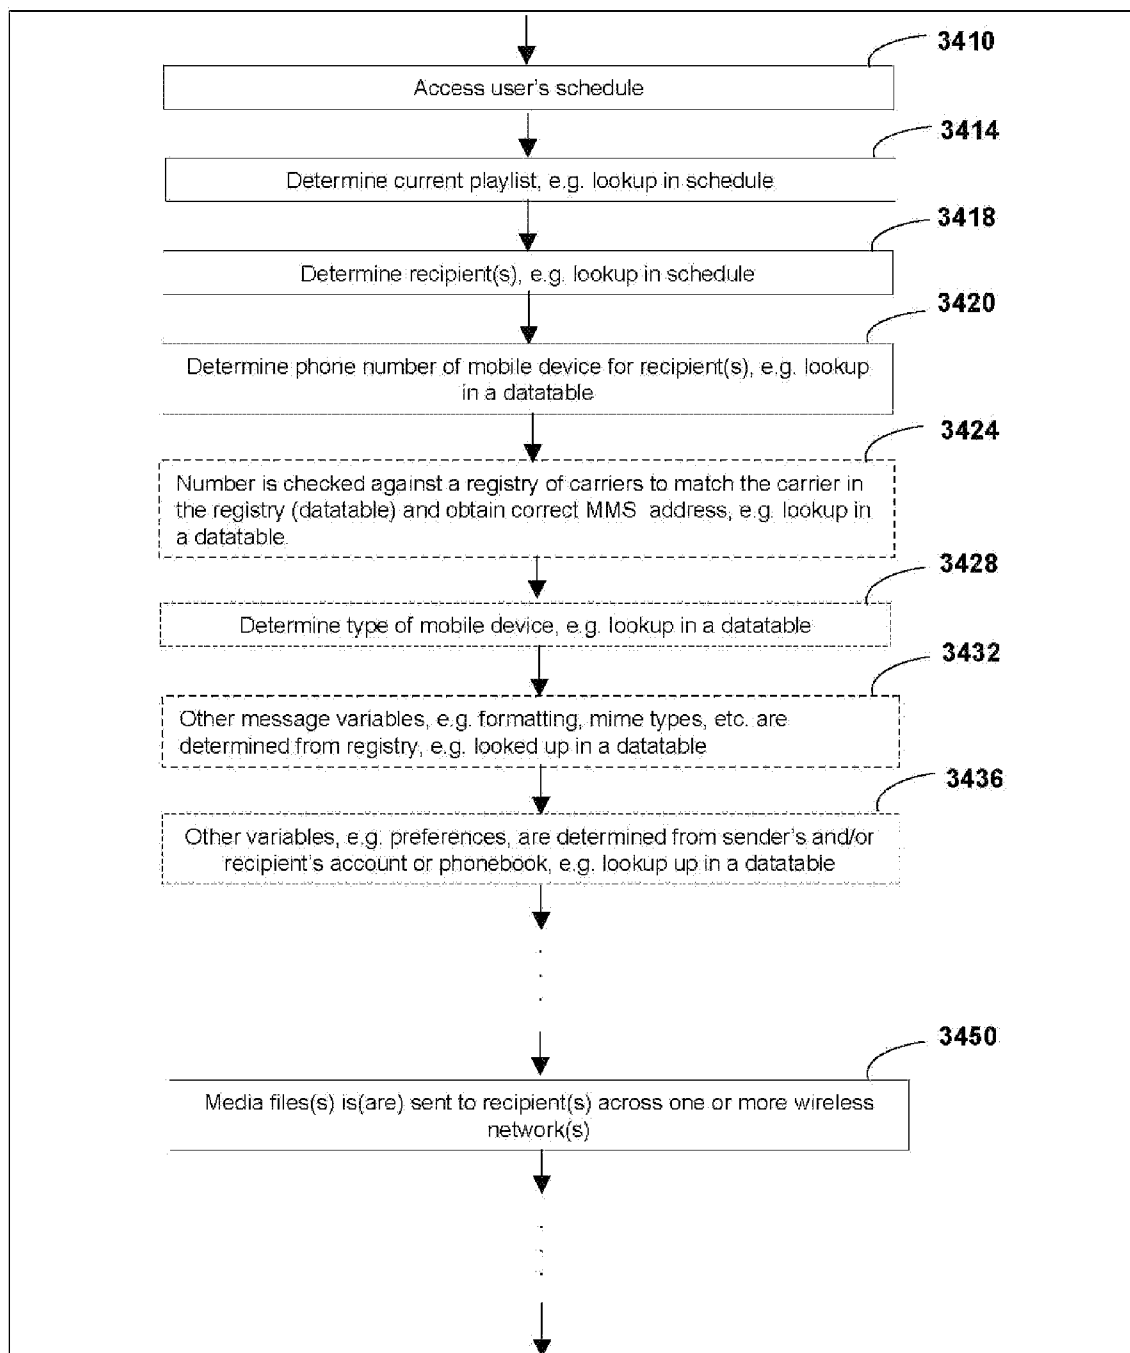 3410
Access user's schedule
3414
Determine current playlist, e.g. lookup in schedule
3418
Determine recipient(s), e.g. lookup in schedule
3420
Determine phone number of mobile device for recipient(s), e.g. lookup
in a datatable
3424
Number is checked against a registry of carriers to match the carrier in
the registry (datatable) and obtain correct MMS address, e.g. lookup in
a datatable.
3428
Determine type of mobile device, e.g. lookup in a datatable
3432
Other message variables, e.g. formatting, mime types, etc. are
determined from registry, e.g. looked up in a datatable
3436
Other variables, e.g. preferences, are determined from sender's and/or
recipient's account or phonebook, e.g. lookup up in a datatable
3450
Media files(s) is(are) sent to recipient(s) across one or more wireless
network(s)